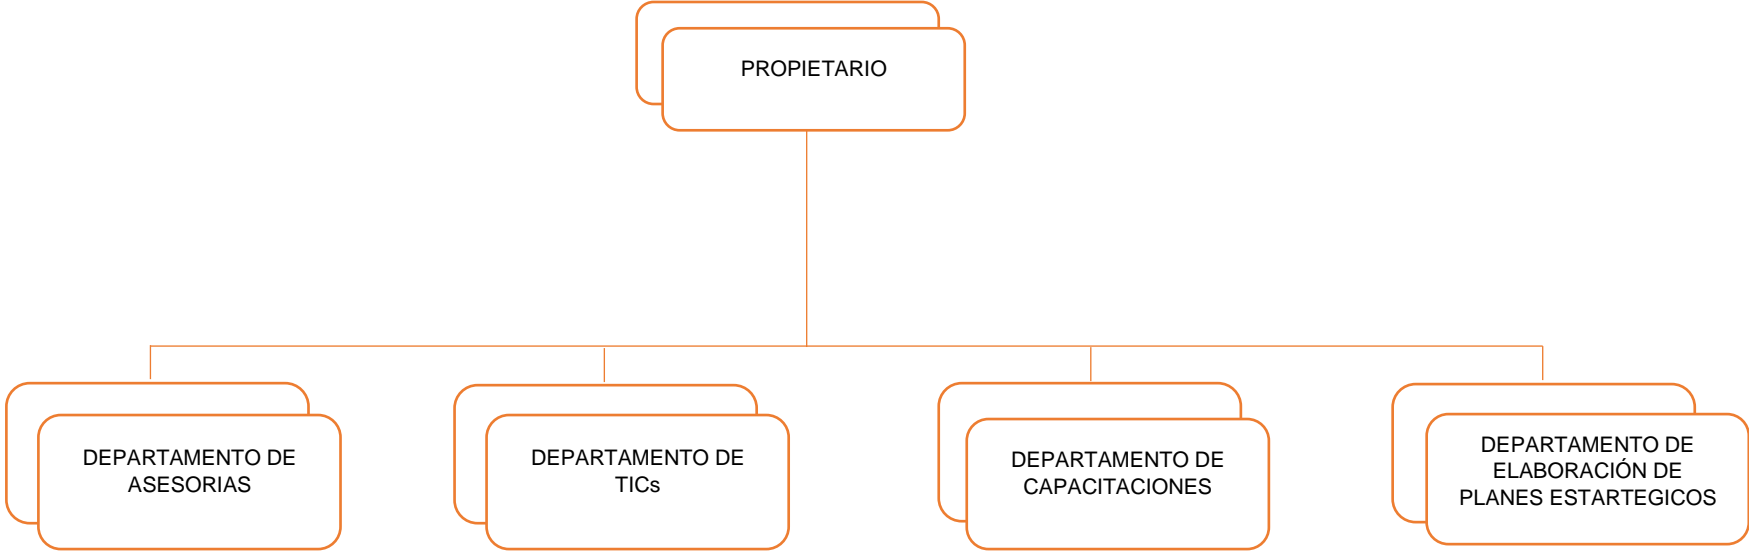 PROPIETARIO
DEPARTAMENTO DE
ASESORIAS
DEPARTAMENTO DE
TICs
DEPARTAMENTO DE
CAPACITACIONES
DEPARTAMENTO DE
ELABORACIÓN DE
PLANES ESTARTEGICOS